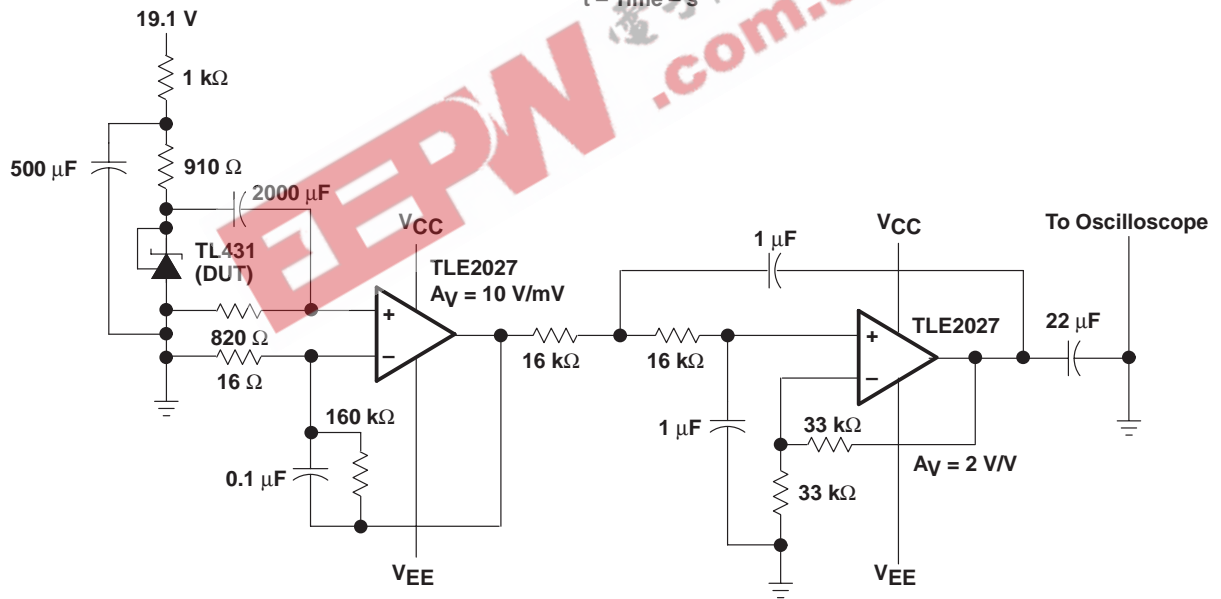 t – Time – s
.com.
19.1 V
1 kΩ
500 μF
910 Ω
2000 μF
EEPW
TL431
(DUT)
820 Ω
16 Ω
160 kΩ
0.1 μF
VCC
TLE2027
AV = 10 V/mV
+
–
VEE
16 kΩ
16 kΩ
1 μF
1 μF
VCC
TLE2027
+
–
33 kΩ
33 kΩ
AV = 2 V/V
VEE
22 μF
To Oscilloscope